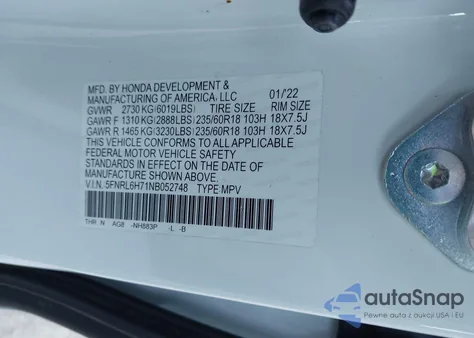 MFD. BY HONDA DEVELOPMENT &
MANUFACTURING OF AMERICA, LLC 01/22
GVWR 2730 KG(6019LBS) TIRE SIZE RIM SIZE
GAWR F 1310 KG(2888LBS) 235/60R18 103H 18X7.5J
GAWR R 1465 KG(3230LBS) 235/60R18 103H 18X7.5J
THIS VEHICLE CONFORMS TO ALL APPLICABLE
FEDERAL MOTOR VEHICLE SAFETY
STANDARDS IN EFFECT ON THE DATE OF
MANUFACTURE SHOWN ABOVE.
V.I.N. 5FNRL6H71NB052748 TYPE MPV
THR N AG8 -NH883P -L -B
autoSnap
Pewne auta z aukcji USA i EU